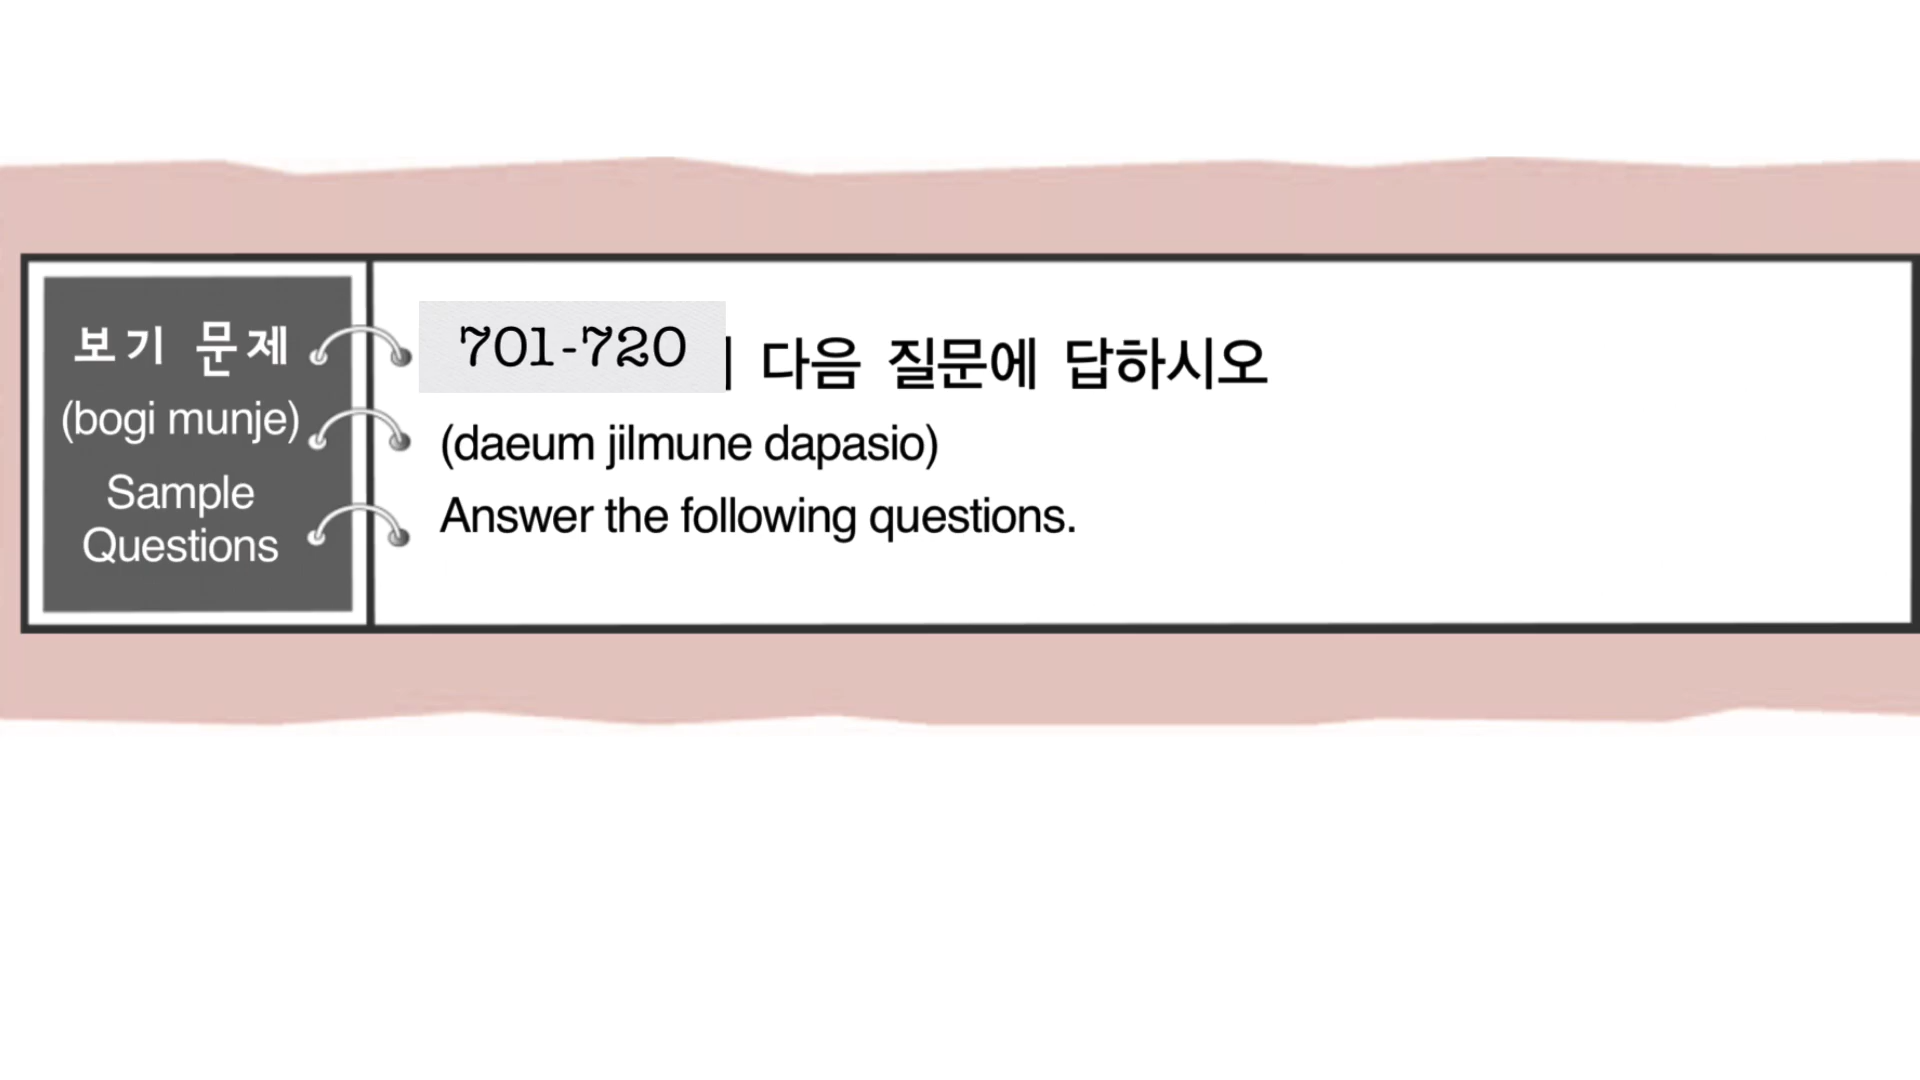 보기 문제
(bogi munje)
Sample
Questions
701-720 | 다음 질문에 답하시오
(daeum jilmune dapasio)
Answer the following questions.